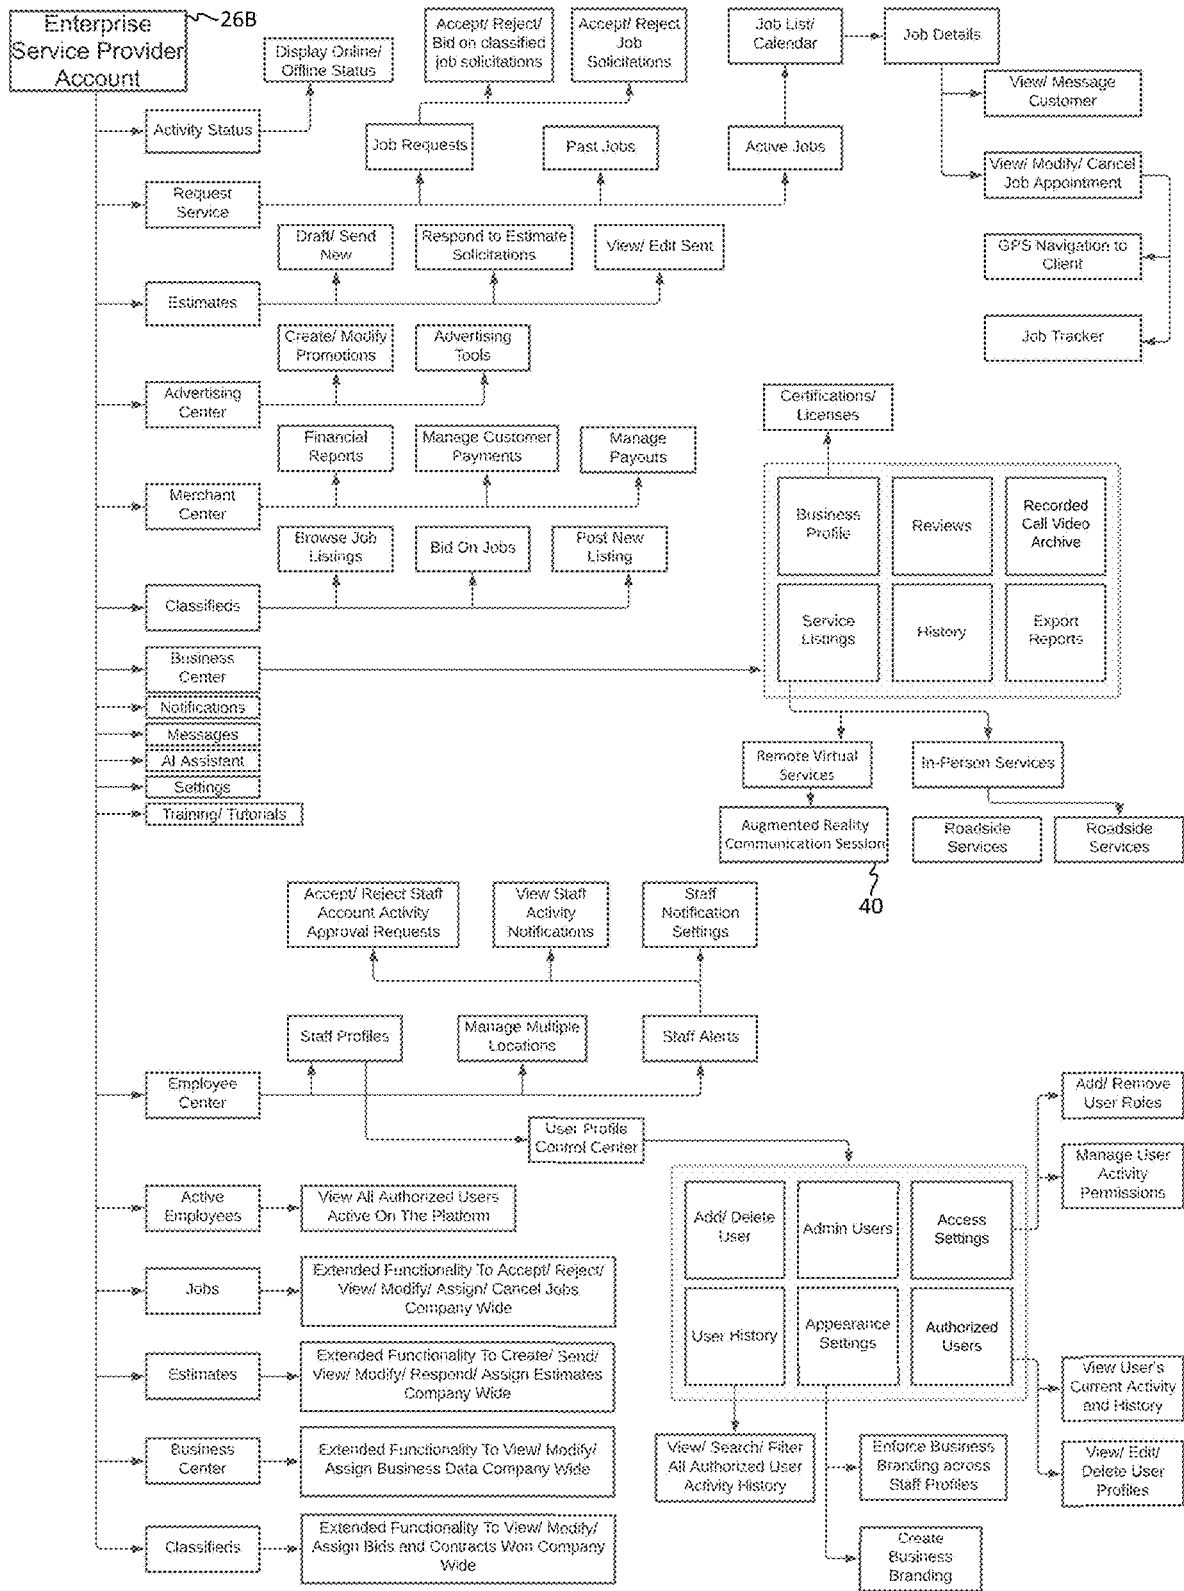 Enterprise
Service Provider
Account
26B
Display Online/
Offline Status
Accept/ Reject/
Bid on classified
job solicitations
Accept/ Reject
Job
Solicitations
Job List/
Calendar
Job Details
View/ Message
Customer
Activity Status
Job Requests
Past Jobs
Active Jobs
View/ Modify/ Cancel
Job Appointment
Request
Service
Draft/ Send
New
Respond to Estimate
Solicitations
View/ Edit Sent
GPS Navigation to
Client
Estimates
Create/ Modify
Promotions
Advertising
Tools
Job Tracker
Advertising
Center
Certifications/
Licenses
Financial
Reports
Manage Customer
Payments
Manage
Payouts
Merchant
Center
Business
Profile
Reviews
Recorded
Call Video
Archive
Browse Job
Listings
Bid On Jobs
Post New
Listing
Classifieds
Service
Listings
History
Export
Reports
Business
Center
Notifications
Messages
AI Assistant
Settings
Training/ Tutorials
Remote Virtual
Services
In-Person Services
Augmented Reality
Communication Session
Roadside
Services
Roadside
Services
40
Accept/ Reject Staff
Account Activity
Approval Requests
View Staff
Activity
Notifications
Staff
Notification
Settings
Staff Profiles
Manage Multiple
Locations
Staff Alerts
Employee
Center
Add/ Remove
User Roles
User Profile
Control Center
Manage User
Activity
Permissions
Active
Employees
View All Authorized Users
Active On The Platform
Add/ Delete
User
Admin Users
Access
Settings
Jobs
Extended Functionality To Accept/ Reject/
View/ Modify/ Assign/ Cancel Jobs
Company Wide
User History
Appearance
Settings
Authorized
Users
Estimates
Extended Functionality To Create/ Send/
View/ Modify/ Respond/ Assign Estimates
Company Wide
View User's
Current Activity
and History
Business
Center
Extended Functionality To View/ Modify/
Assign Business Data Company Wide
View/ Search/ Filter
All Authorized User
Activity History
Enforce Business
Branding across
Staff Profiles
View/ Edit/
Delete User
Profiles
Classifieds
Extended Functionality To View/ Modify/
Assign Bids and Contracts Won Company
Wide
Create
Business
Branding